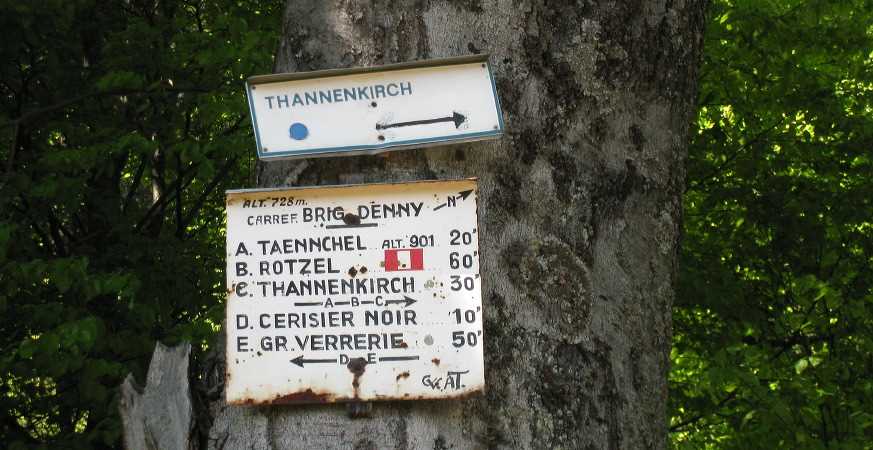 THANNENKIRCH
ALT. 728m. N
CARREF. BRIG. DENNY
A. TAENNCHEL ALT. 901 20'
B. ROTZEL 60'
C. THANNENKIRCH 30'
A-B-C
D. CERISIER NOIR 10'
E. GR. VERRERIE 50'
D E